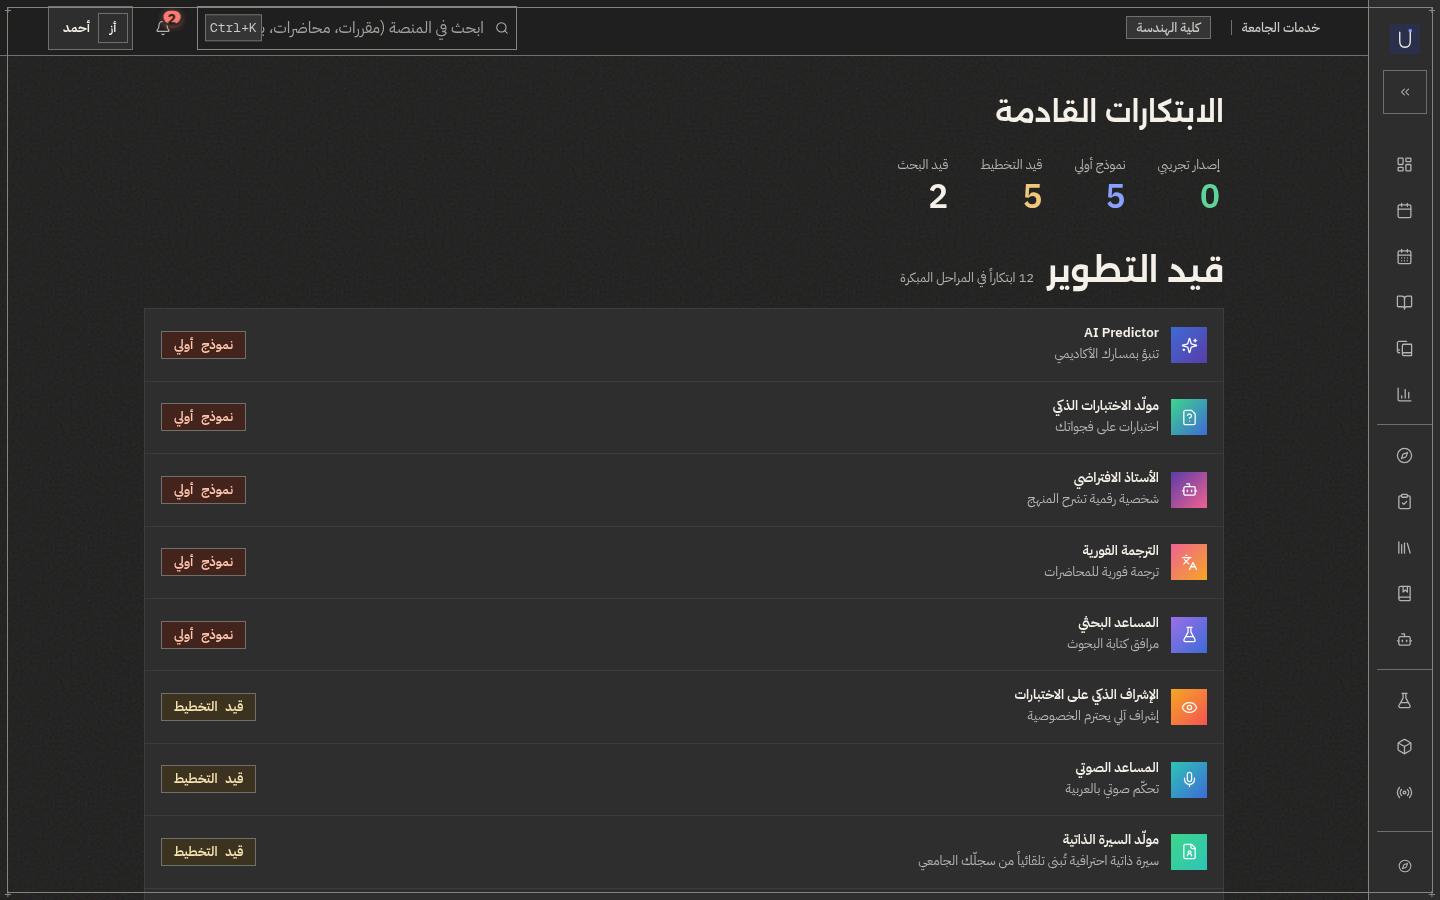 خدمات الجامعة
كلية الهندسة
ابحث في المنصة (مقررات، محاضرات،
Ctrl+K
2
أز
أحمد
الابتكارات القادمة
إصدار تجريبي
0
نموذج أولي
5
قيد التخطيط
5
قيد البحث
2
قيد التطوير
12 ابتكاراً في المراحل المبكرة
AI Predictor
تنبؤ بمسارك الأكاديمي
نموذج أولي
مولّد الاختبارات الذكي
اختبارات على فجواتك
نموذج أولي
الأستاذ الافتراضي
شخصية رقمية تشرح المنهج
نموذج أولي
الترجمة الفورية
ترجمة فورية للمحاضرات
نموذج أولي
المساعد البحثي
مرافق كتابة البحوث
نموذج أولي
الإشراف الذكي على الاختبارات
إشراف آلي يحترم الخصوصية
قيد التخطيط
المساعد الصوتي
تحكّم صوتي بالعربية
قيد التخطيط
مولّد السيرة الذاتية
سيرة ذاتية احترافية تُبنى تلقائياً من سجلّك الجامعي
قيد التخطيط